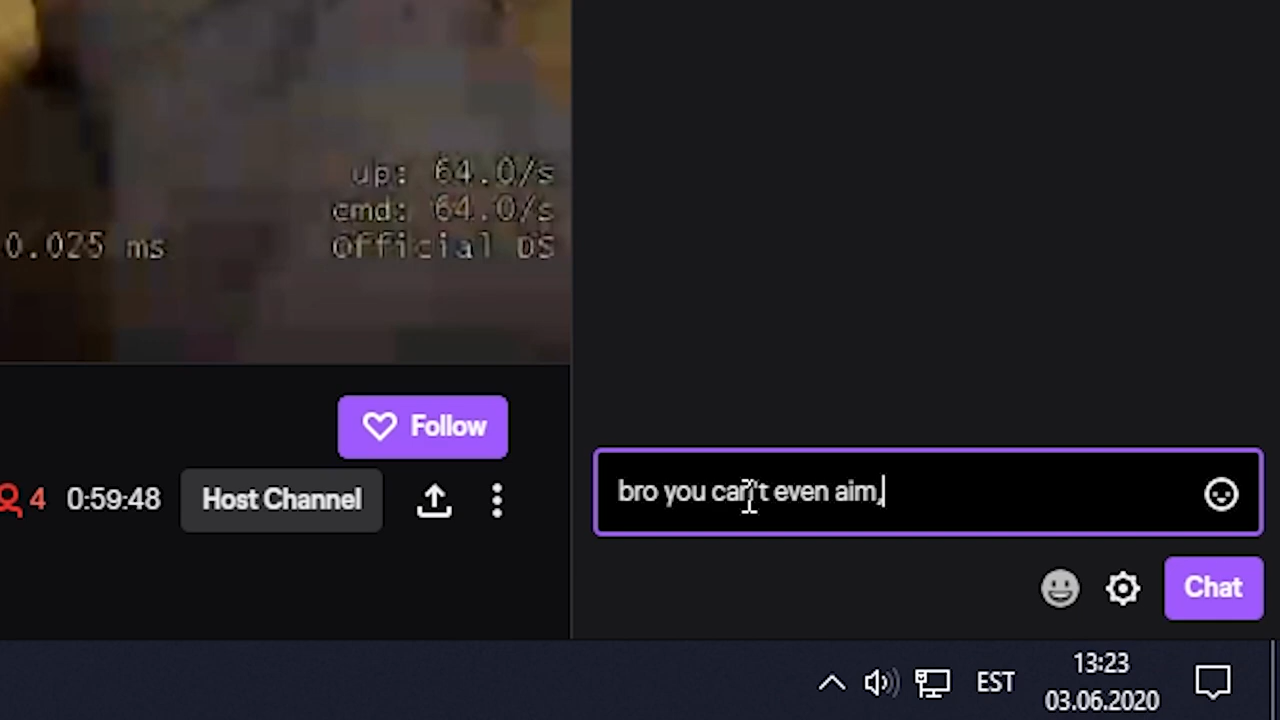 up: 64.0/s
cmd: 64.0/s
0.025 ms Official DS
Follow
4 0:59:48 Host Channel
bro you can't even aim,
Chat
EST
13:23
03.06.2020